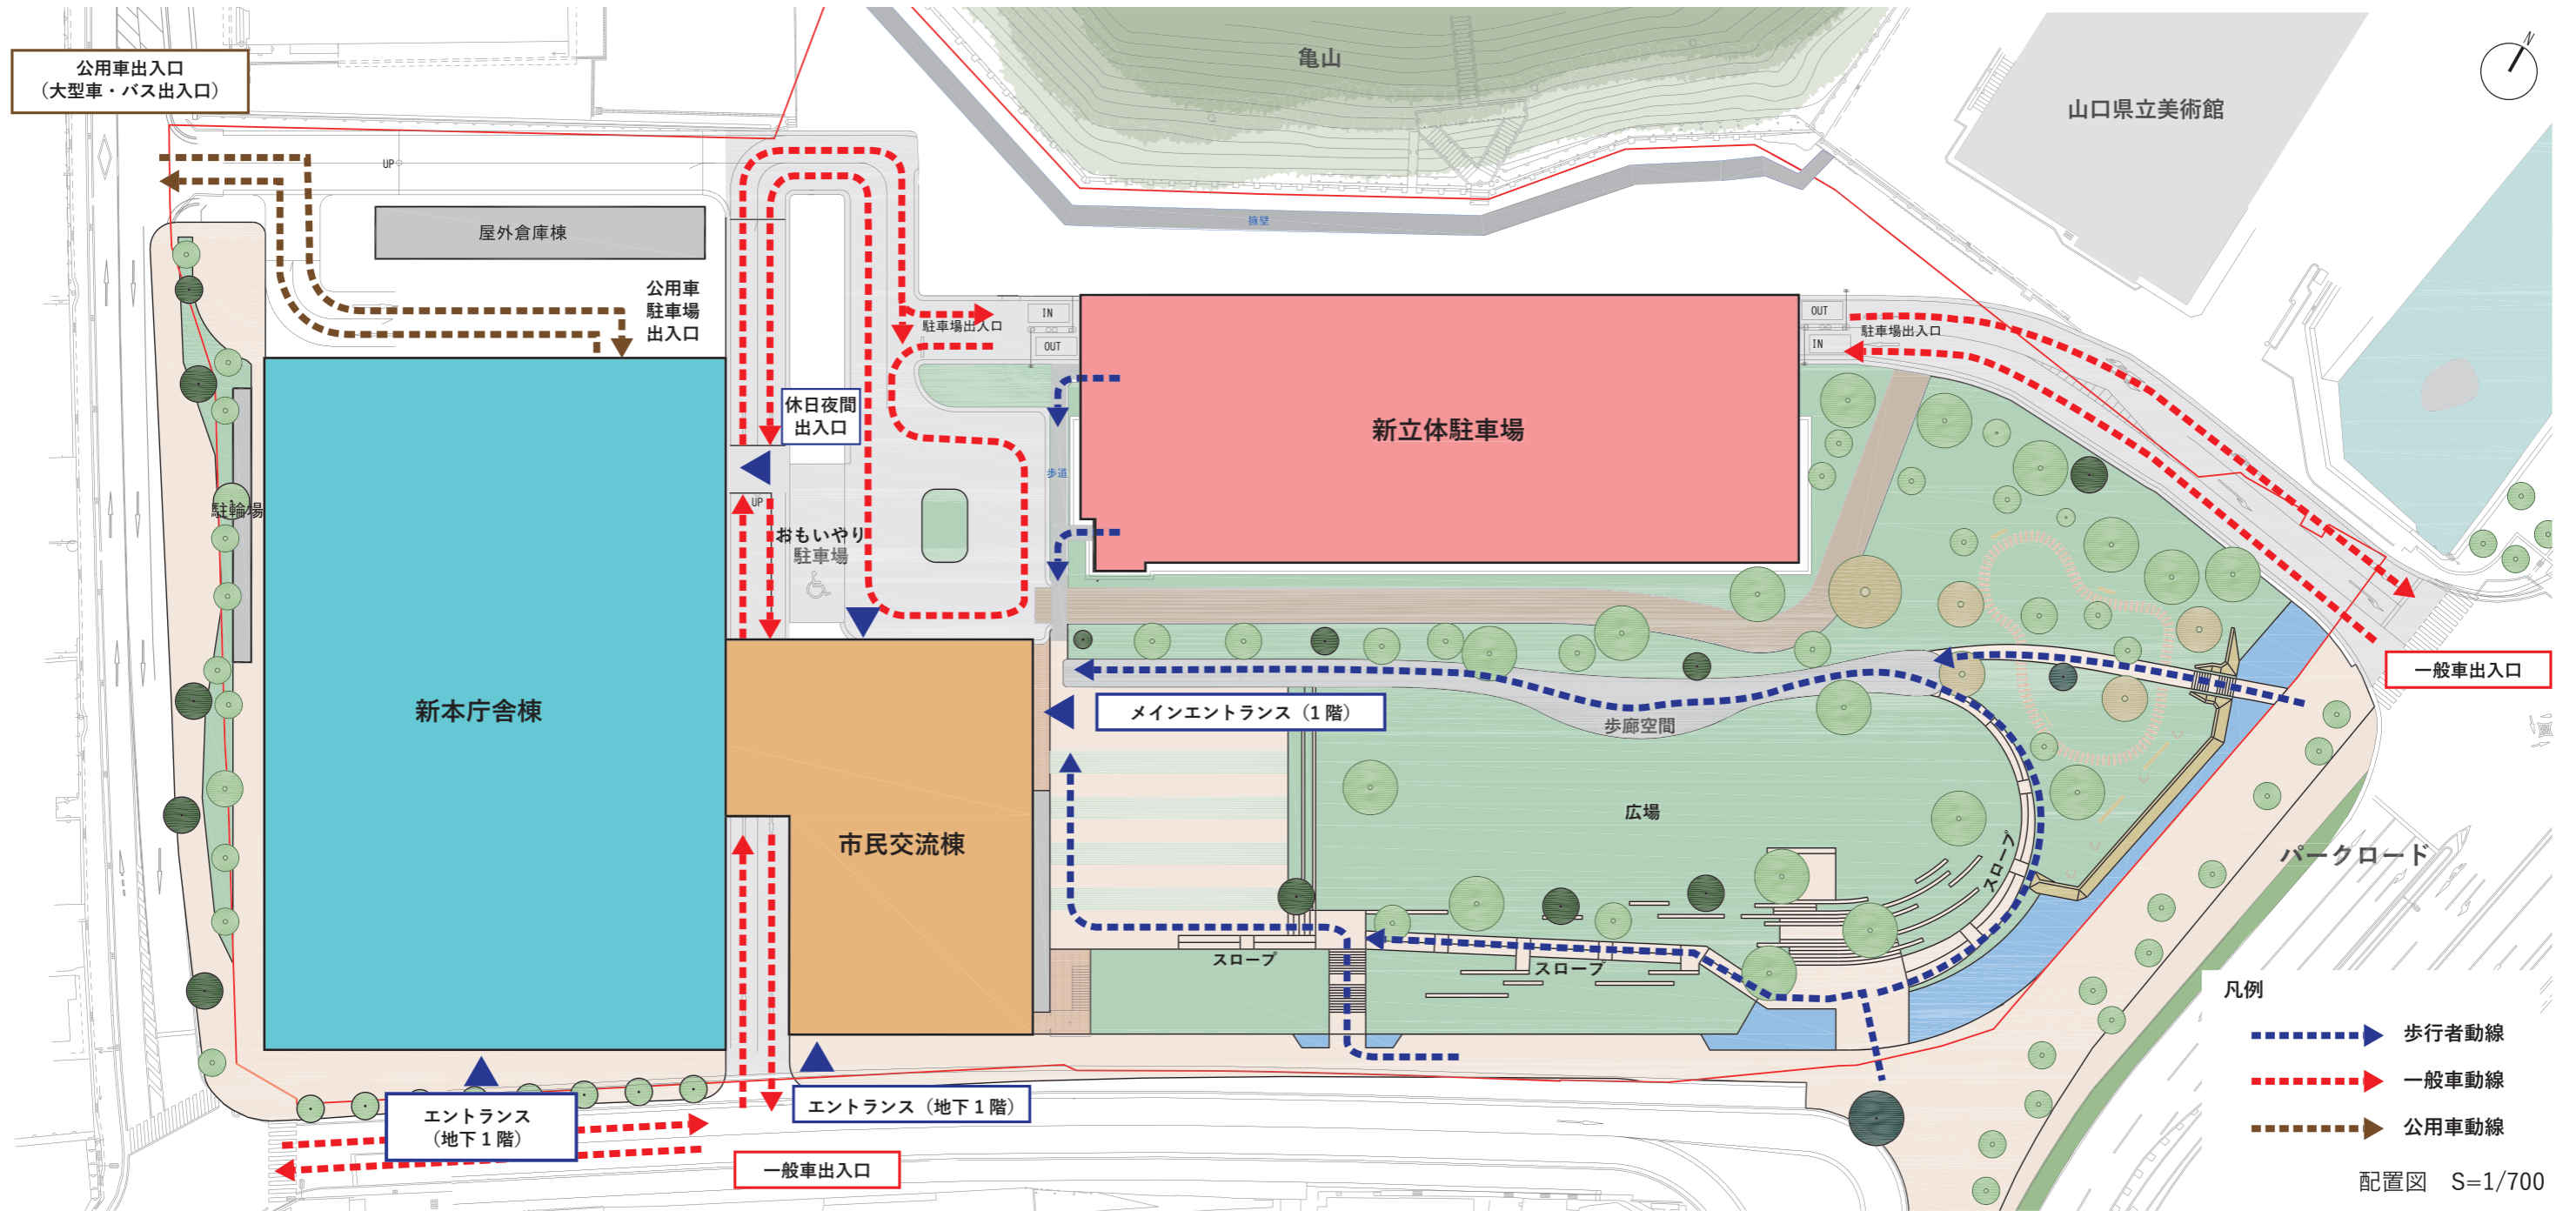 公用車出入口
（大型車・バス出入口）
亀山
N
山口県立美術館
UP
擁壁
屋外倉庫棟
公用車
駐車場
出入口
IN
駐車場出入口
OUT
OUT
駐車場出入口
IN
休日夜間
出入口
新立体駐車場
歩道
UP
駐輪場
おもいやり
駐車場
一般車出入口
新本庁舎棟
メインエントランス（1 階）
歩廊空間
広場
市民交流棟
スロープ
パークロード
スロープ
スロープ
凡例
歩行者動線
一般車動線
公用車動線
エントランス
（地下 1 階）
エントランス（地下 1 階）
一般車出入口
配置図 S=1/700